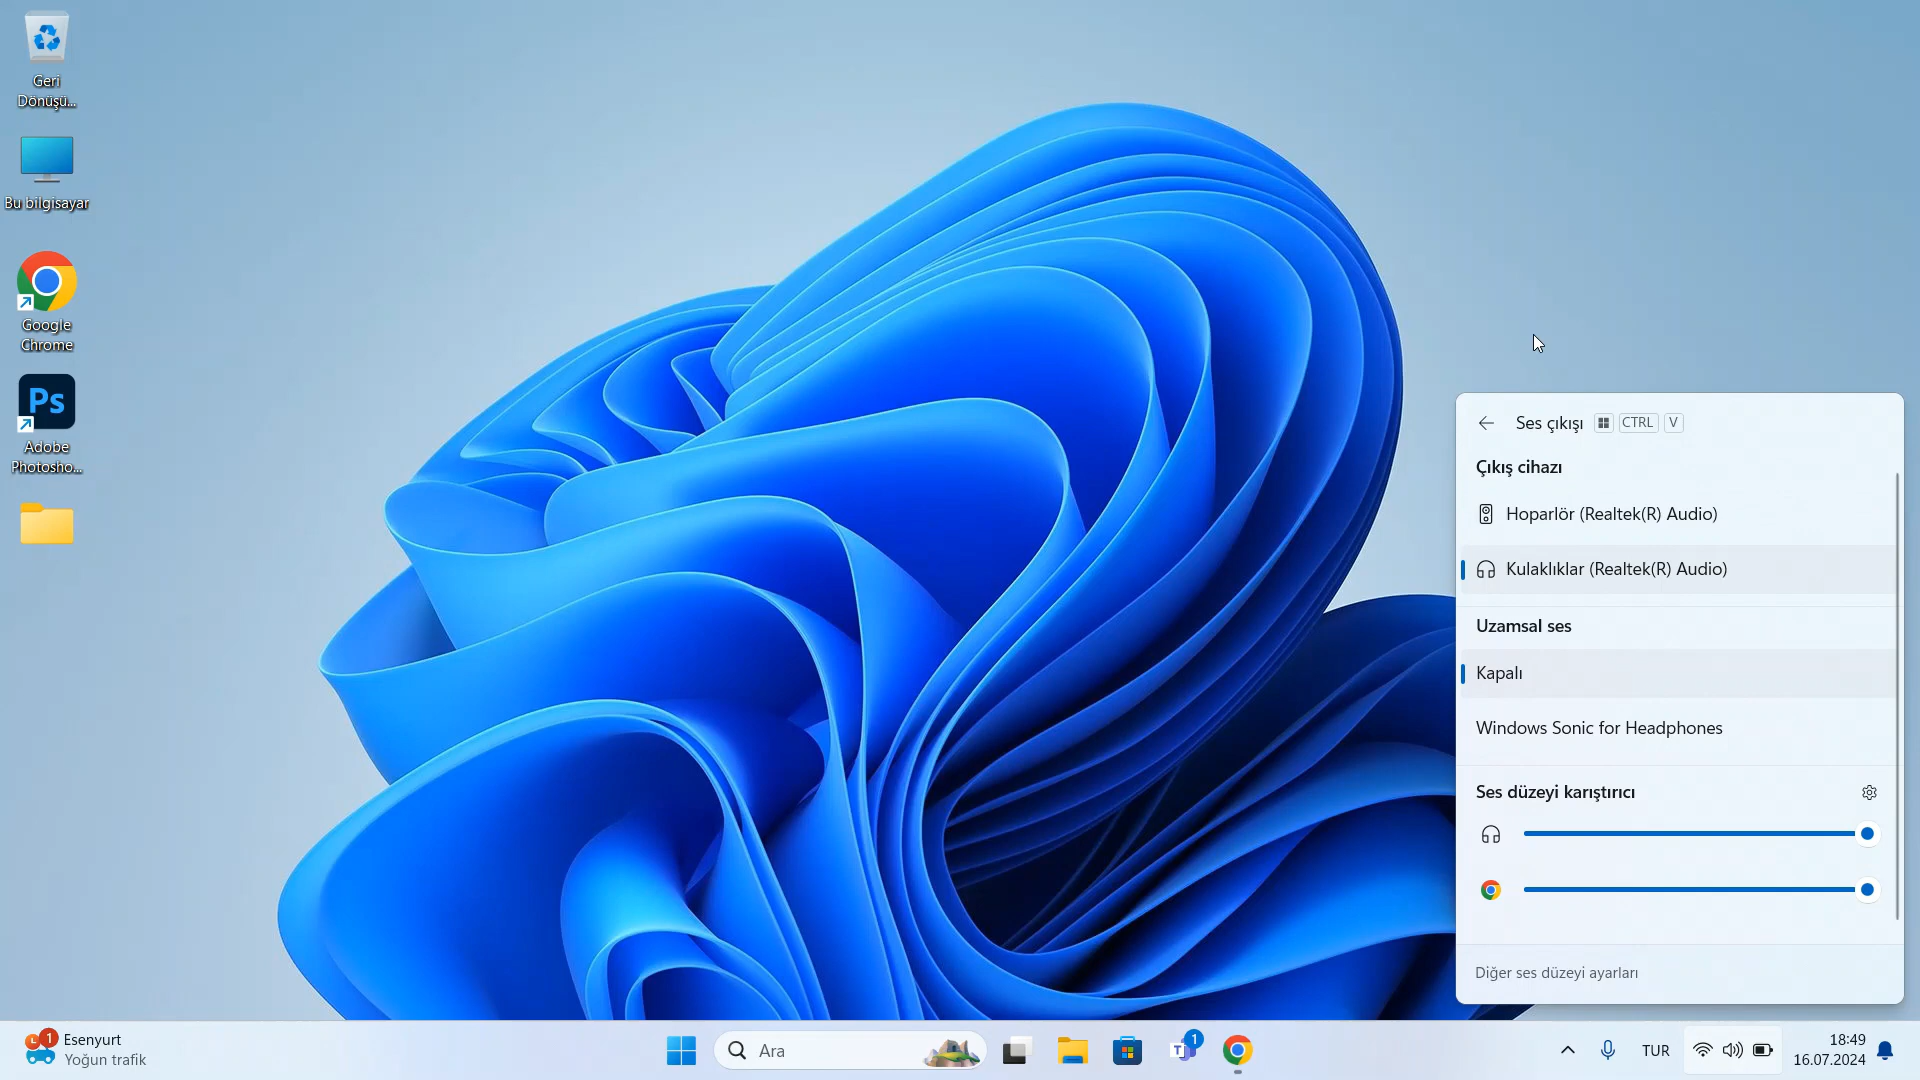 Geri
Dönüşü...
Bu bilgisayar
Google
Chrome
Ps
Adobe
Photosho...
Ses çıkışı CTRL V
Çıkış cihazı
Hoparlör (Realtek(R) Audio)
Kulaklıklar (Realtek(R) Audio)
Uzamsal ses
Kapalı
Windows Sonic for Headphones
Ses düzeyi karıştırıcı
Diğer ses düzeyi ayarları
1
Esenyurt
Yoğun trafik
Ara
T
1
TUR
18:49
16.07.2024